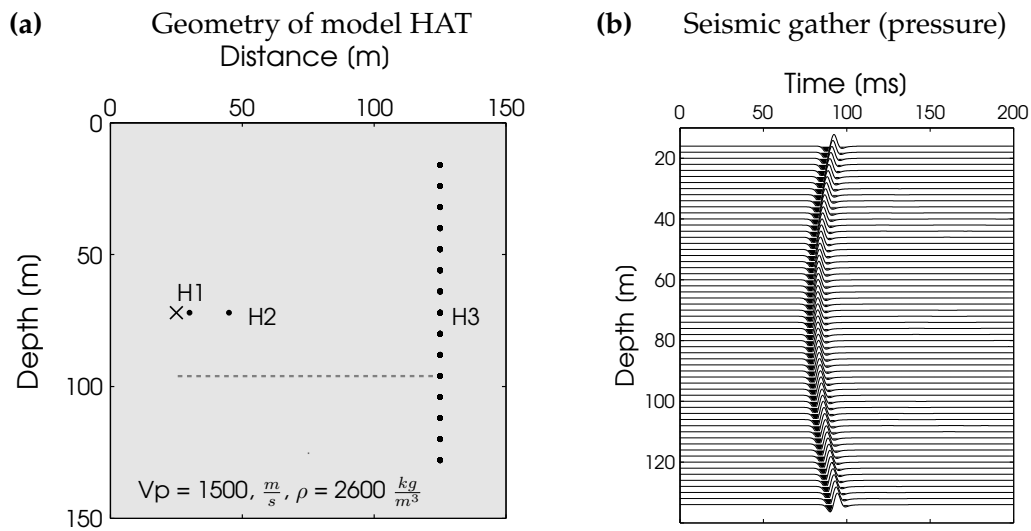 (a) Geometry of model HAT
Distance (m)
0 50 100 150
0
50
100
150
Depth (m)
H1
H2
H3
Vp = 1500, m/s, ρ = 2600 kg/m³
(b) Seismic gather (pressure)
Time (ms)
0 50 100 150 200
20
40
60
80
100
120
Depth (m)